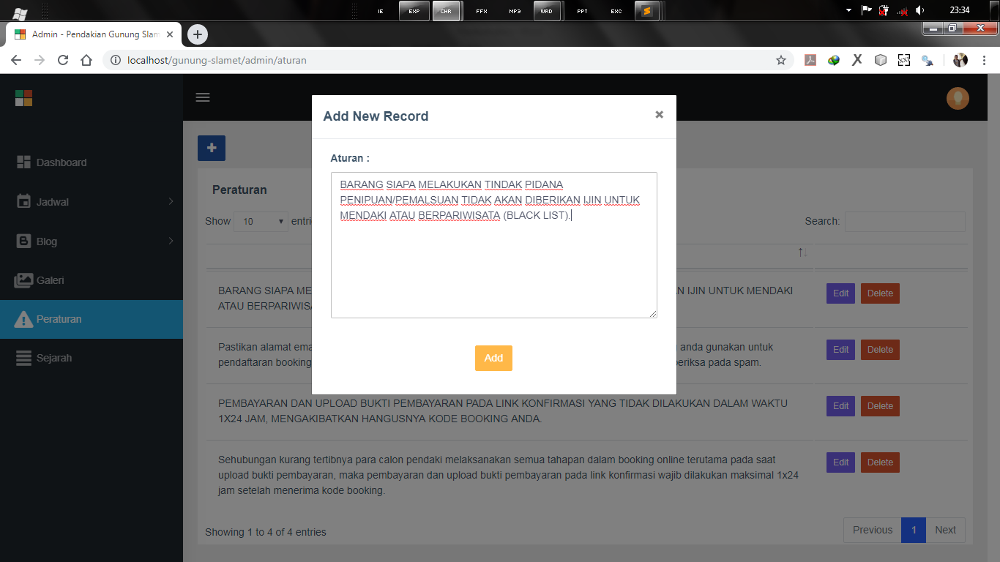 IE EXP CHR FFX MP3 WRD PPT EXC 23:34
Admin - Pendakian Gunung Slam
localhost/gunung-slamet/admin/aturan
Add New Record
Aturan :
BARANG SIAPA MELAKUKAN TINDAK PIDANA
PENIPUAN/PEMALSUAN TIDAK AKAN DIBERIKAN IJIN UNTUK
MENDAKI ATAU BERPARIWISATA (BLACK LIST).
Add
Dashboard
Jadwal
Blog
Galeri
Peraturan
Sejarah
Peraturan
Show 10 entri Search:
BARANG SIAPA ME N IJIN UNTUK MENDAKI Edit Delete
ATAU BERPARIWIS
Pastikan alamat ema anda gunakan untuk Edit Delete
pendaftaran booking eriksa pada spam.
PEMBAYARAN DAN UPLOAD BUKTI PEMBAYARAN PADA LINK KONFIRMASI YANG TIDAK DILAKUKAN DALAM WAKTU Edit Delete
1X24 JAM, MENGAKIBATKAN HANGUSNYA KODE BOOKING ANDA.
Sehubungan kurang tertibnya para calon pendaki melaksanakan semua tahapan dalam booking online terutama pada saat Edit Delete
upload bukti pembayaran, maka pembayaran dan upload bukti pembayaran pada link konfirmasi wajib dilakukan maksimal 1x24
jam setelah menerima kode booking.
Showing 1 to 4 of 4 entries Previous 1 Next